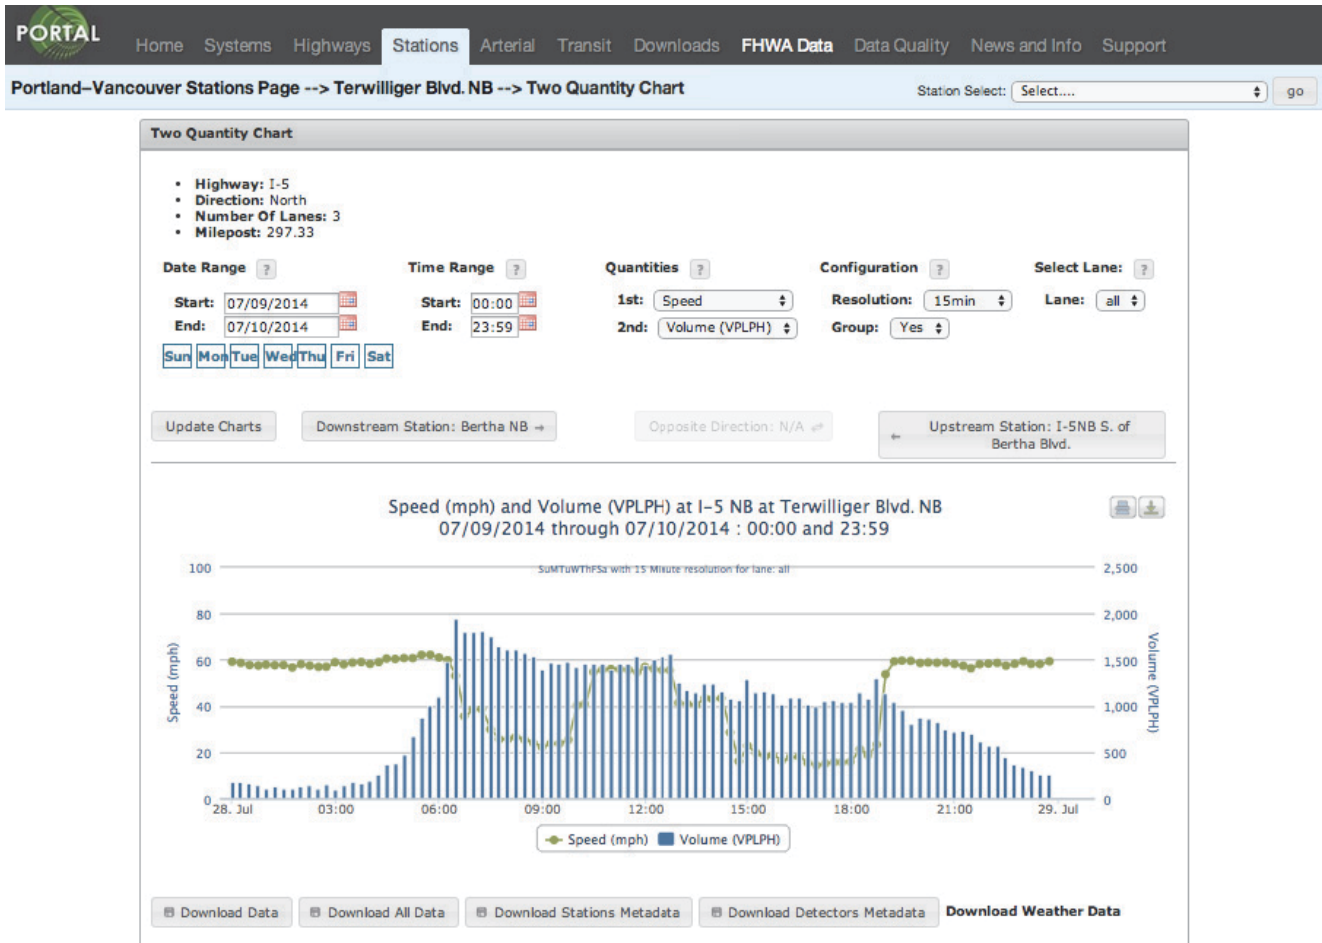 PORTAL
Home Systems Highways Stations Arterial Transit Downloads FHWA Data Data Quality News and Info Support
Portland-Vancouver Stations Page --> Terwilliger Blvd. NB --> Two Quantity Chart Station Select: Select.... go
Two Quantity Chart
• Highway: I-5
• Direction: North
• Number Of Lanes: 3
• Milepost: 297.33
Date Range ? Time Range ? Quantities ? Configuration ? Select Lane: ?
Start: 07/09/2014 Start: 00:00 1st: Speed Resolution: 15min Lane: all
End: 07/10/2014 End: 23:59 2nd: Volume (VPLPH) Group: Yes
Sun Mon Tue Wed Thu Fri Sat
Update Charts Downstream Station: Bertha NB → Opposite Direction: N/A ⇌ ← Upstream Station: I-5NB S. of
Bertha Blvd.
Speed (mph) and Volume (VPLPH) at I-5 NB at Terwilliger Blvd. NB
07/09/2014 through 07/10/2014 : 00:00 and 23:59
SuMTuWThFSa with 15 Minute resolution for lane: all
100 2,500
80 2,000
60 1,500
40 1,000
20 500
0 0
Speed (mph)
Volume (VPLPH)
28. Jul 03:00 06:00 09:00 12:00 15:00 18:00 21:00 29. Jul
Speed (mph) Volume (VPLPH)
Download Data Download All Data Download Stations Metadata Download Detectors Metadata Download Weather Data